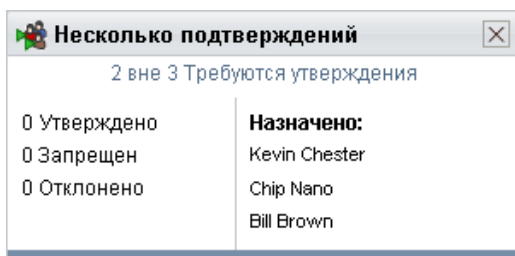 Несколько подтверждений
2 вне 3 Требуются утверждения
0 Утверждено
0 Запрещен
0 Отклонено
Назначено:
Kevin Chester
Chip Nano
Bill Brown